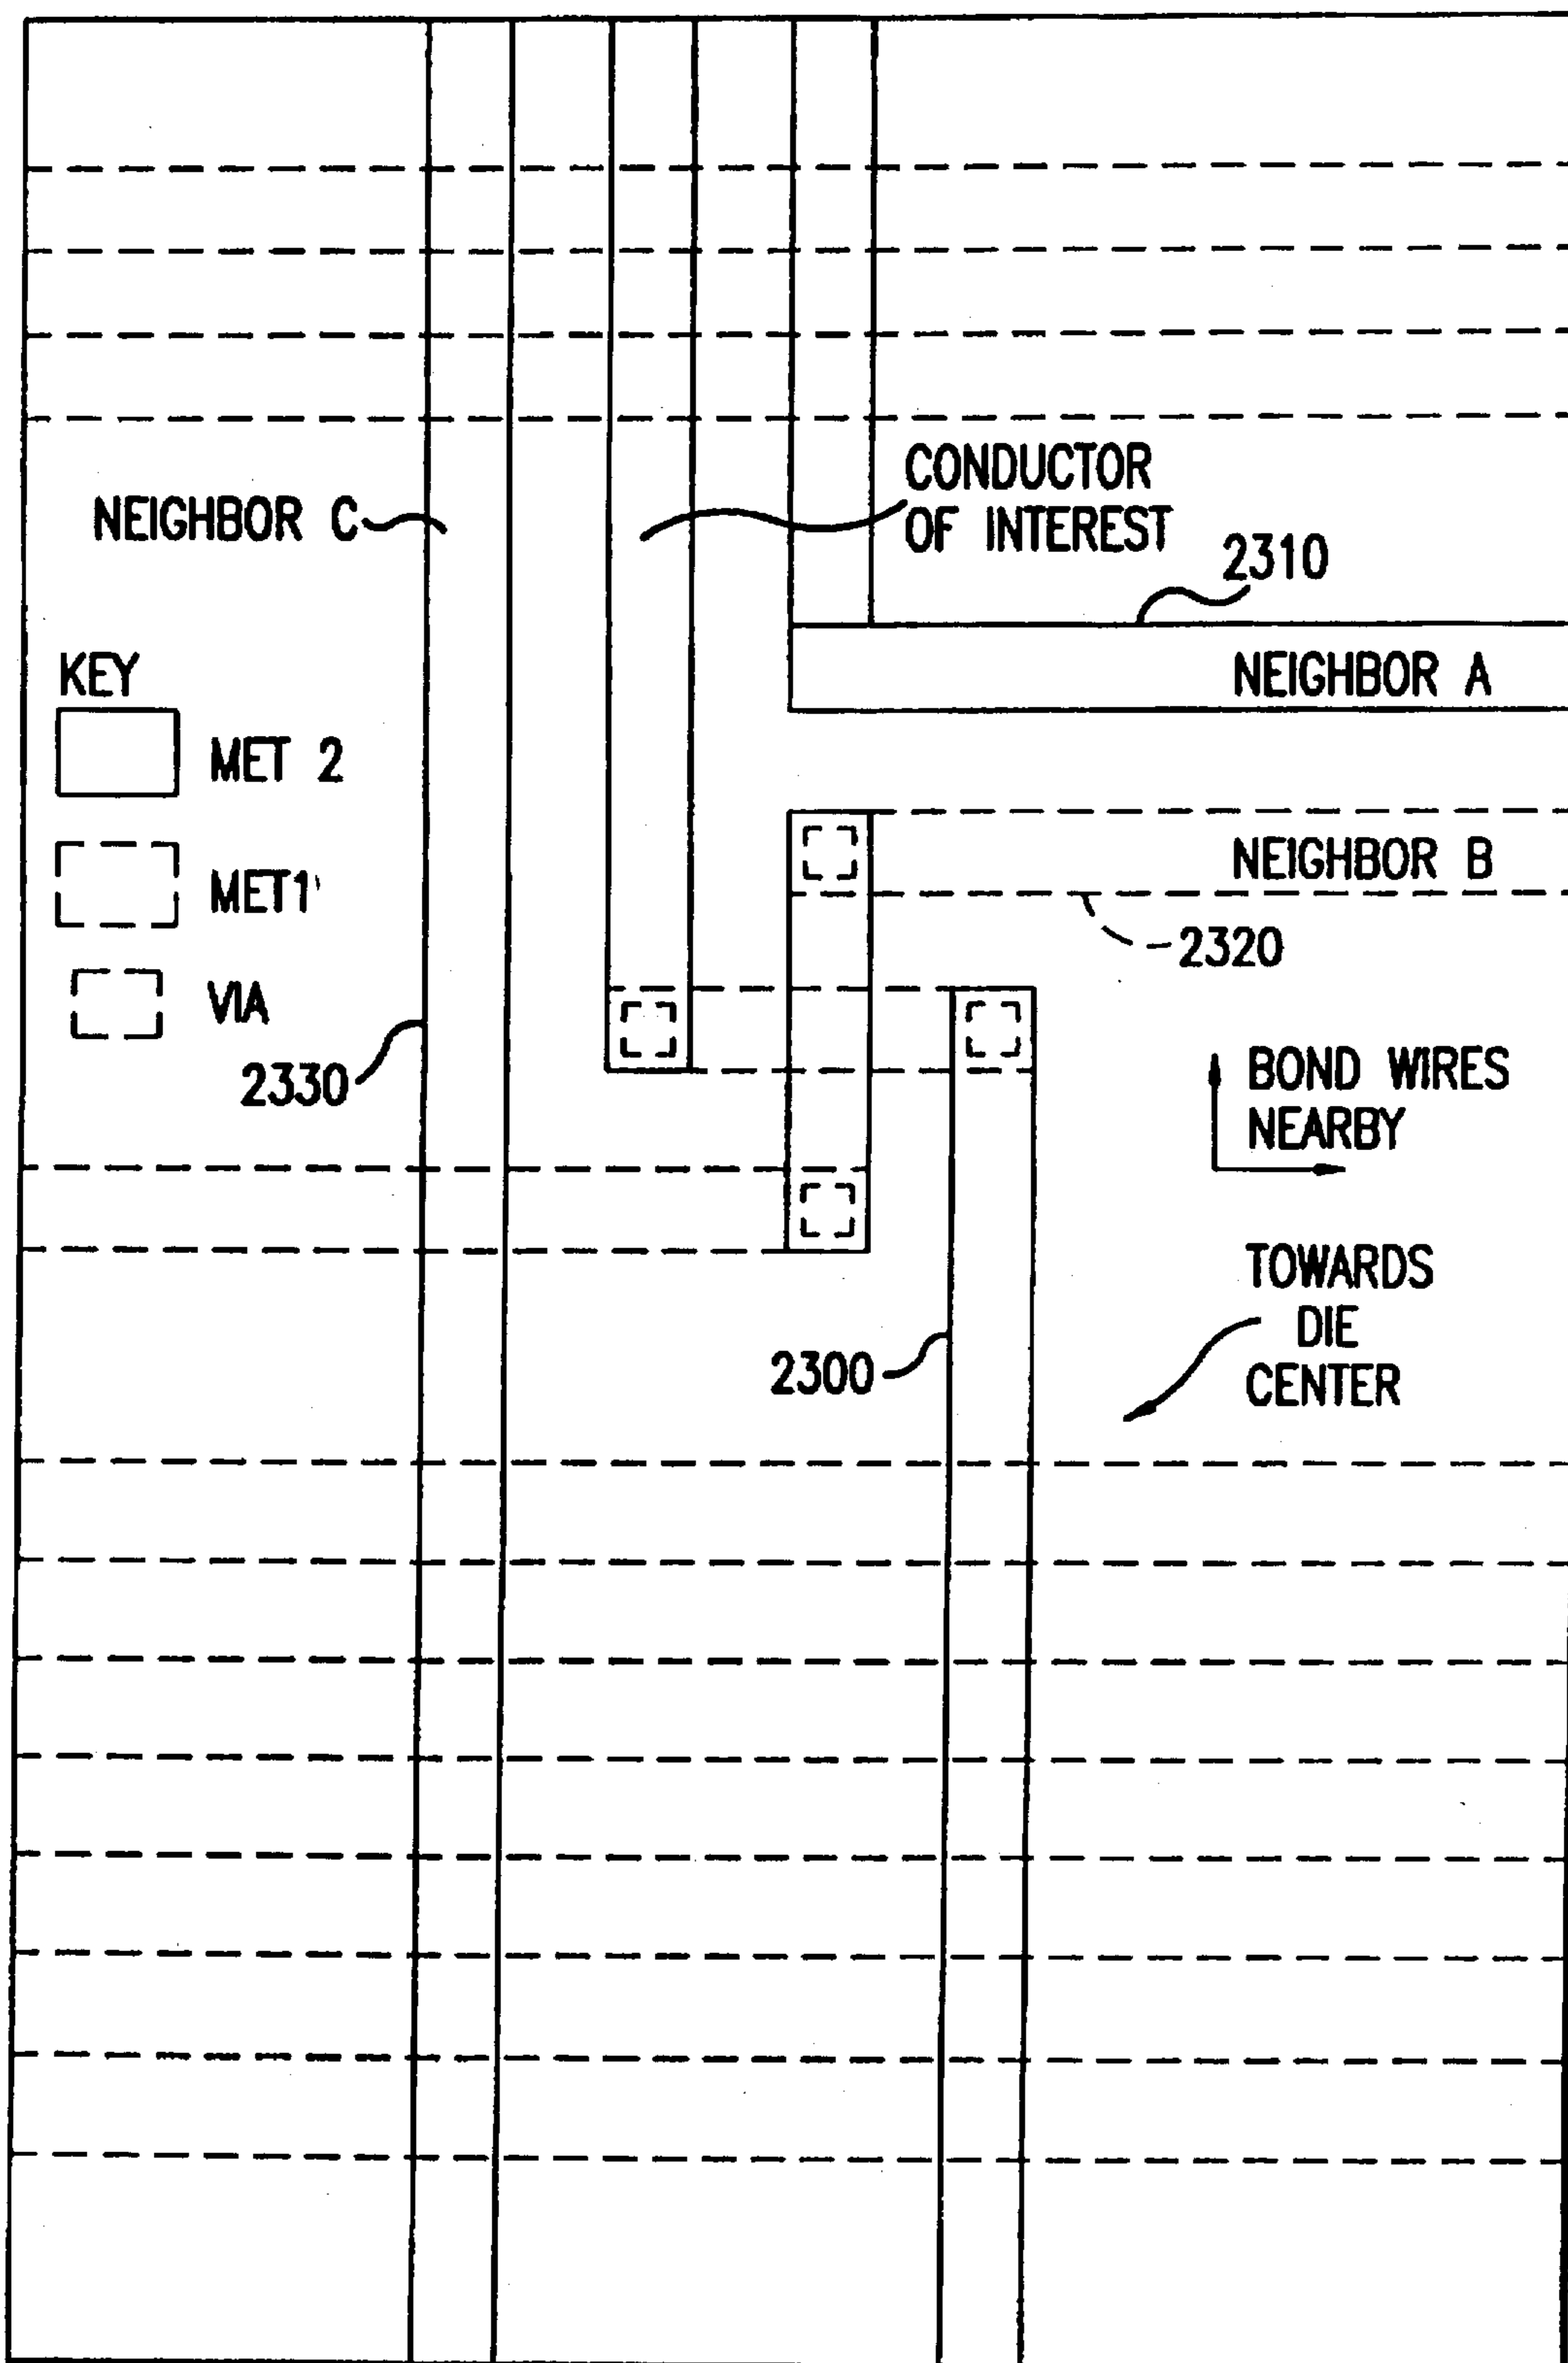 CONDUCTOR
OF INTEREST
NEIGHBOR C
2310
KEY
NEIGHBOR A
MET 2
NEIGHBOR B
MET1
2320
VIA
2330
BOND WIRES
NEARBY
TOWARDS
DIE
CENTER
2300